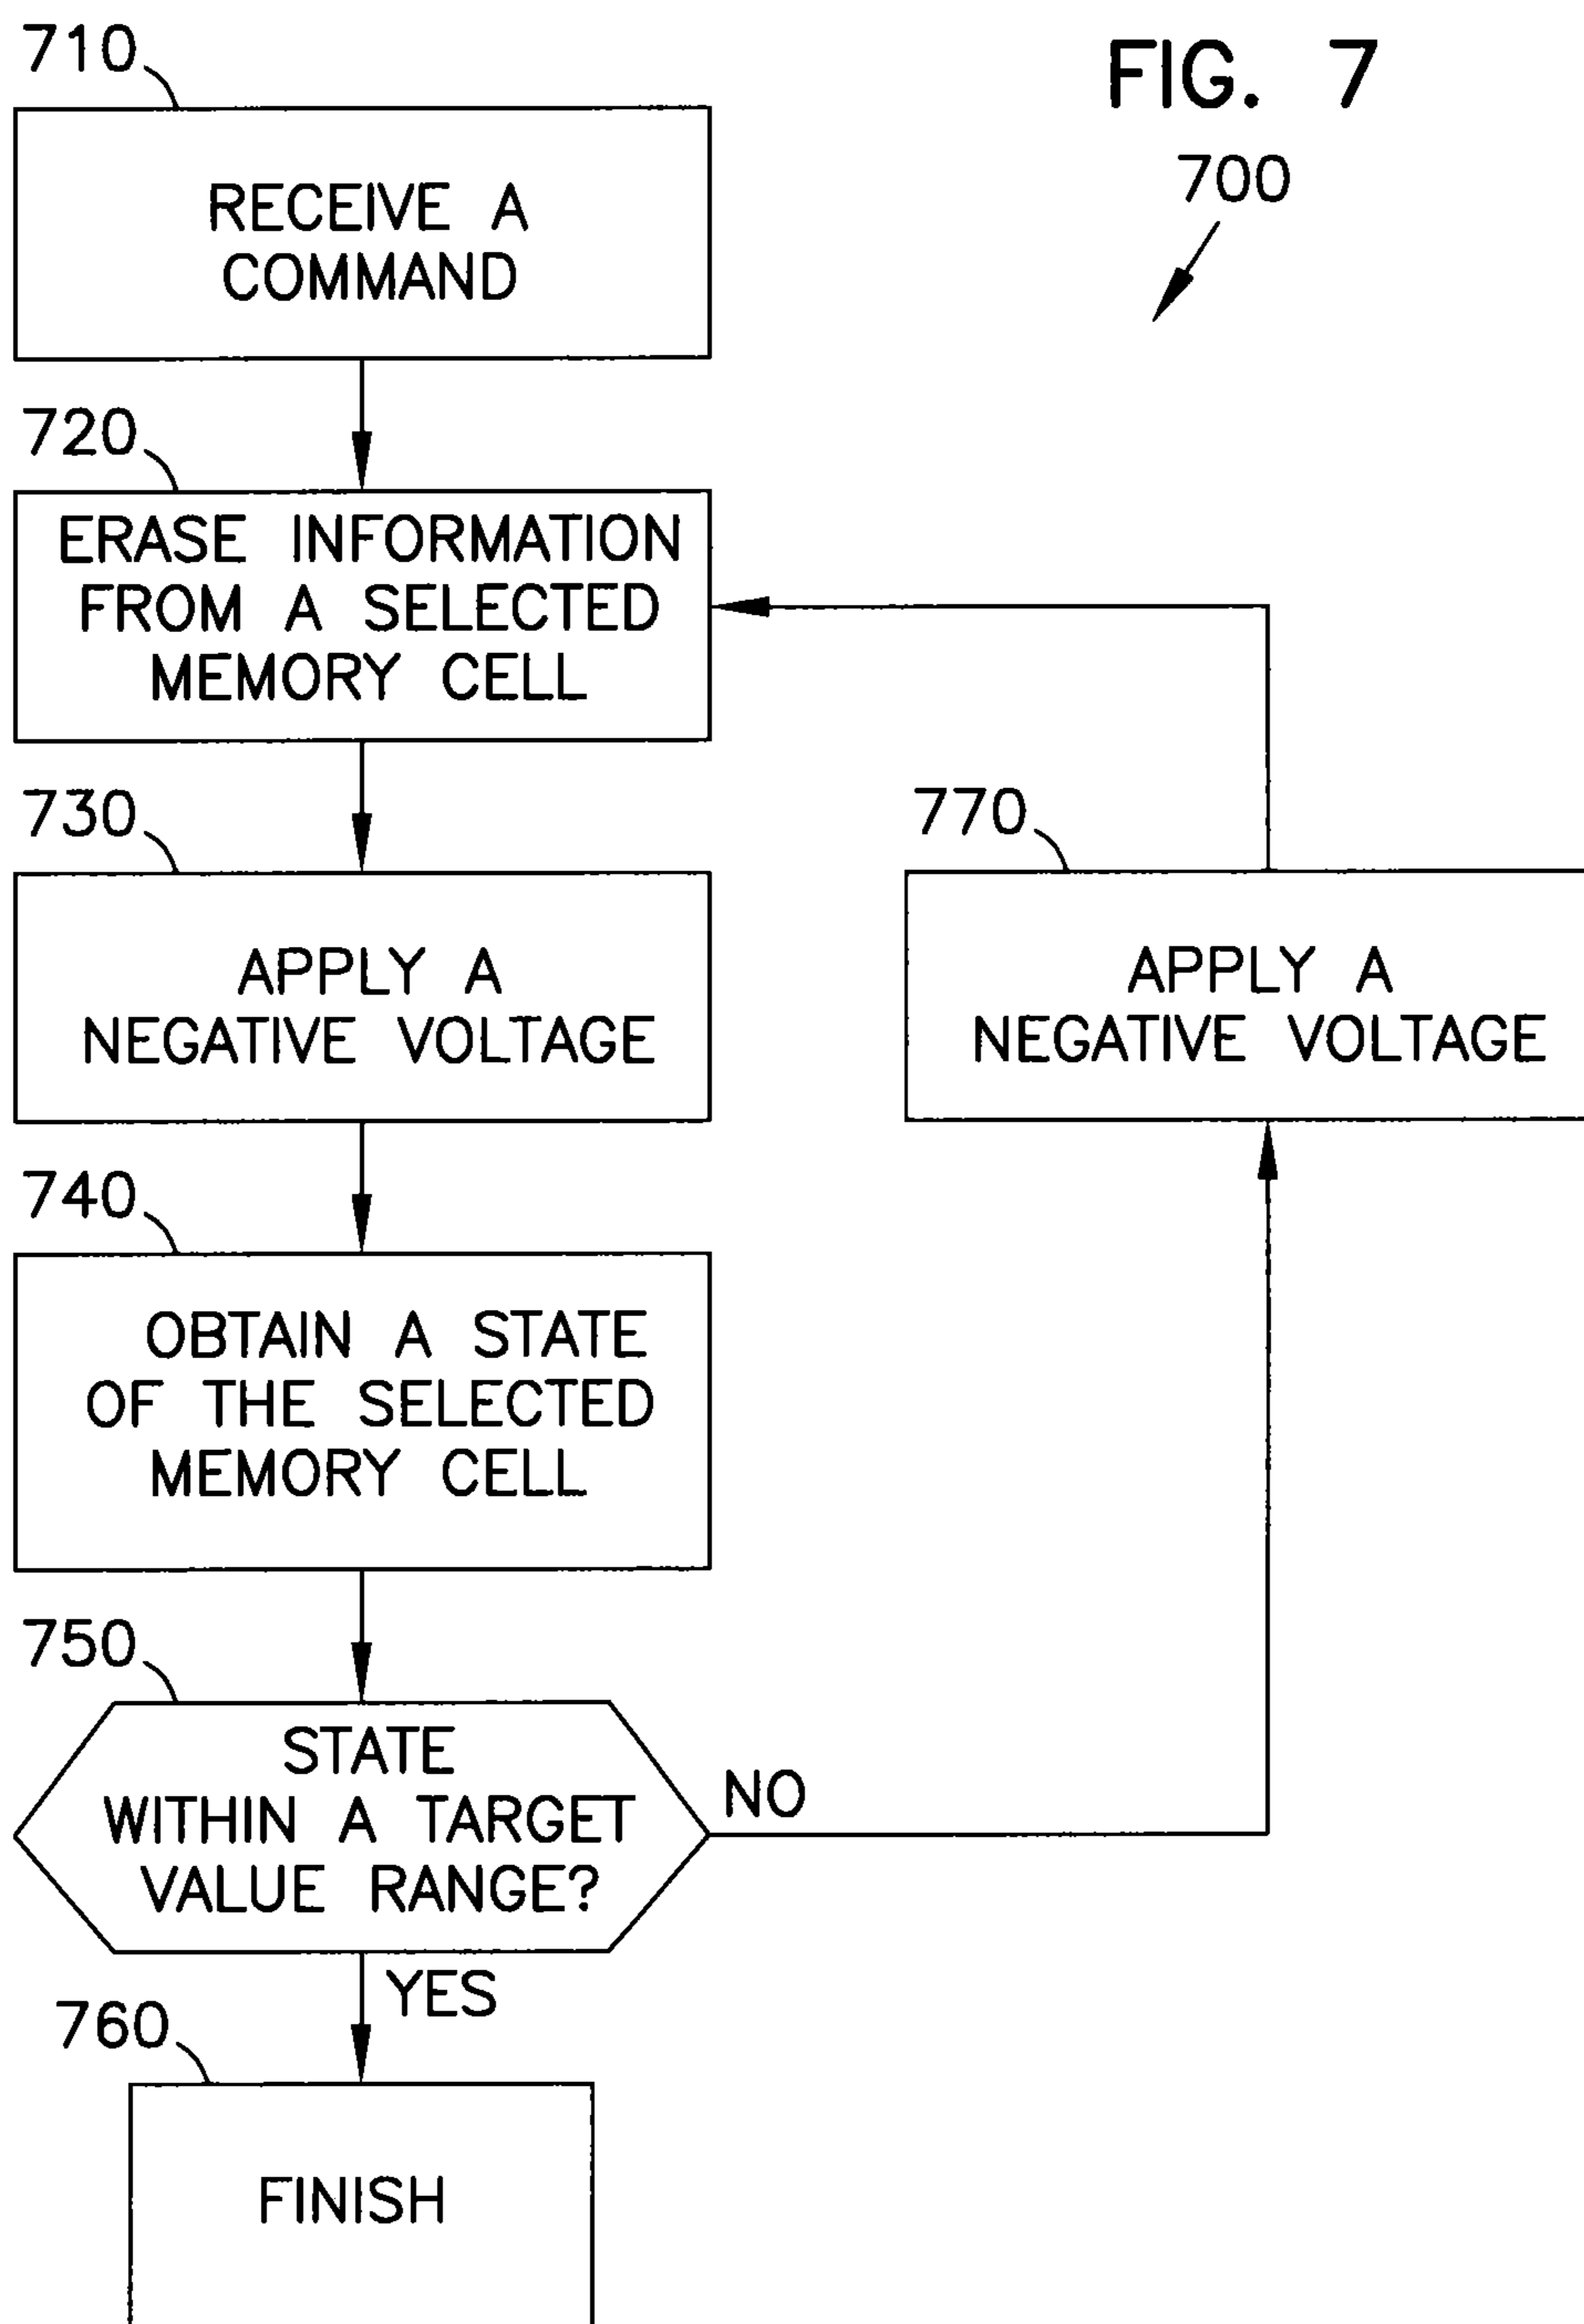 FIG. 7
700
710
RECEIVE A
COMMAND
720
ERASE INFORMATION
FROM A SELECTED
MEMORY CELL
730
APPLY A
NEGATIVE VOLTAGE
770
APPLY A
NEGATIVE VOLTAGE
740
OBTAIN A STATE
OF THE SELECTED
MEMORY CELL
750
STATE
WITHIN A TARGET
VALUE RANGE?
NO
YES
760
FINISH